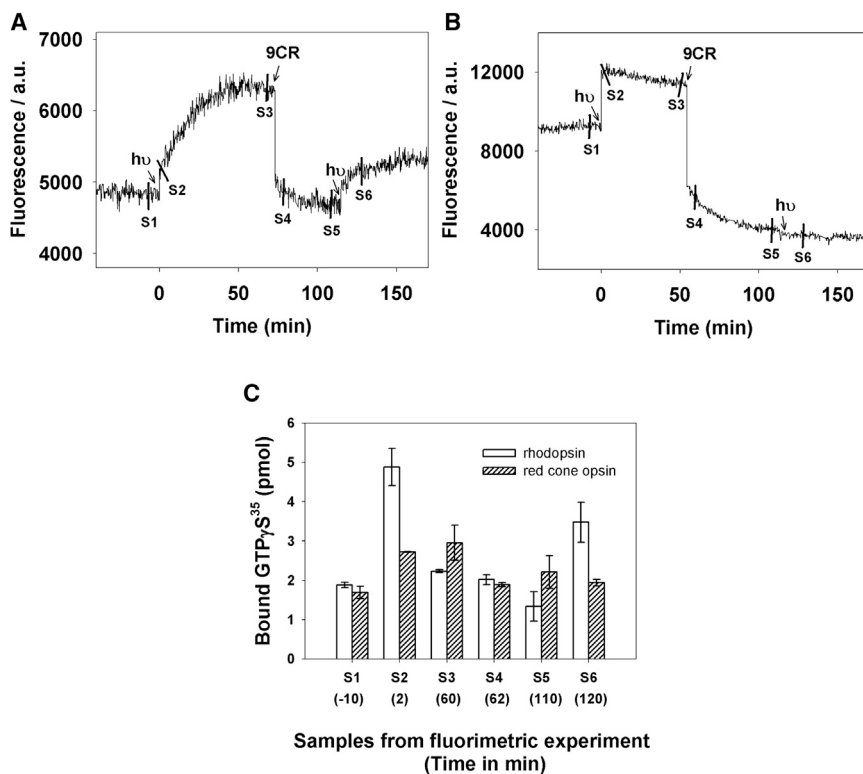 A
7000
6000
5000
4000
Fluorescence / a.u.
9CR
S3
hυ
S2
S1
S4
hυ
S6
S5
0 50 100 150
Time (min)
B
12000
9000
8000
4000
Fluorescence / a.u.
9CR
S2
S3
hυ
S1
S4
hυ
S5
S6
0 50 100 150
Time (min)
C
6
5
4
3
2
1
0
Bound GTPγS35 (pmol)
rhodopsin
red cone opsin
S1 S2 S3 S4 S5 S6
(-10) (2) (60) (62) (110) (120)
Samples from fluorimetric experiment
(Time in min)